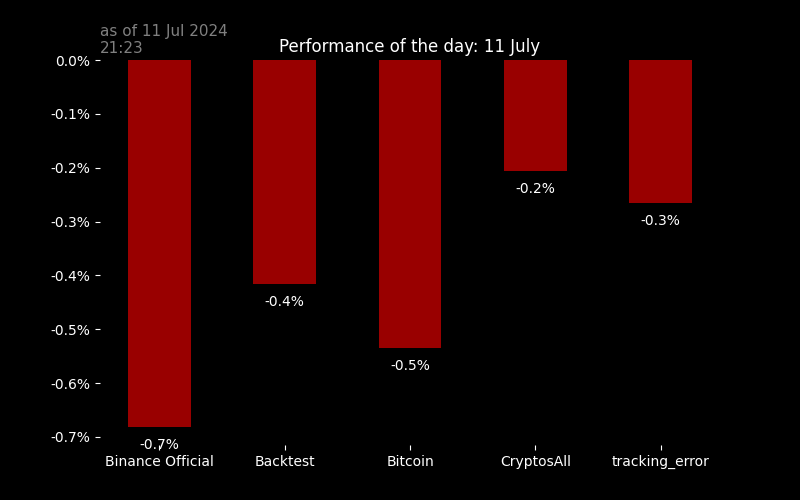 as of 11 Jul 2024
21:23
Performance of the day: 11 July
0.0%
-0.1%
-0.2%
-0.3%
-0.4%
-0.5%
-0.6%
-0.7%
-0.7%
-0.4%
-0.5%
-0.2%
-0.3%
Binance Official
Backtest
Bitcoin
CryptosAll
tracking_error